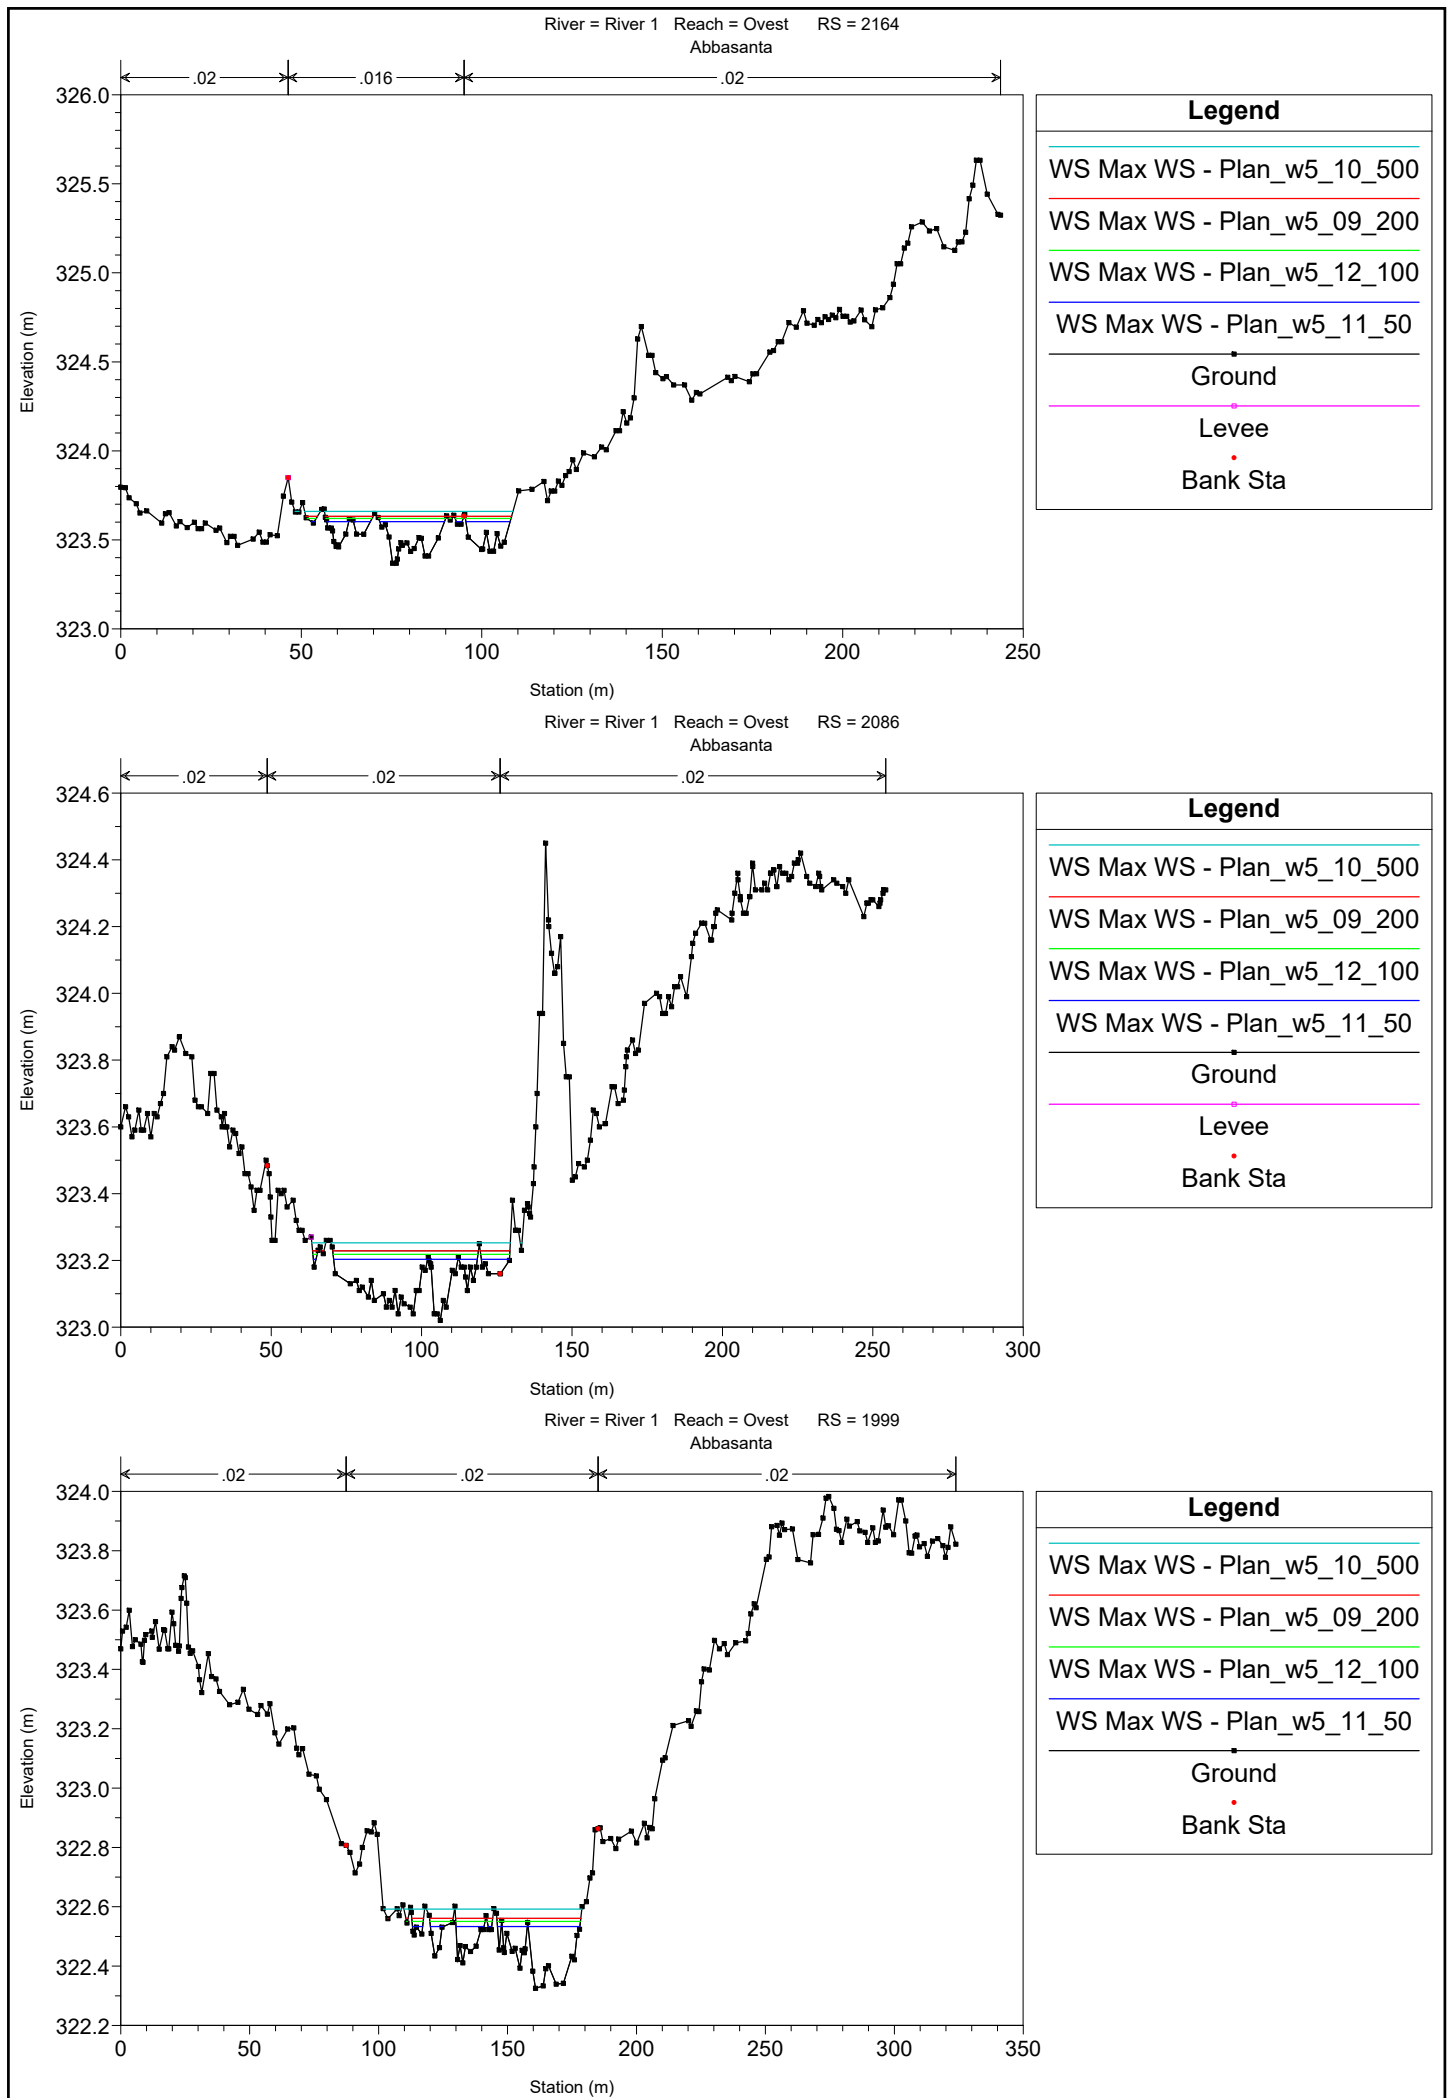 River = River 1 Reach = Ovest RS = 2164
Abbasanta
.02 .016 .02
326.0
325.5
325.0
324.5
324.0
323.5
323.0
Elevation (m)
0 50 100 150 200 250
Station (m)
Legend
WS Max WS - Plan_w5_10_500
WS Max WS - Plan_w5_09_200
WS Max WS - Plan_w5_12_100
WS Max WS - Plan_w5_11_50
Ground
Levee
Bank Sta
River = River 1 Reach = Ovest RS = 2086
Abbasanta
.02 .02 .02
324.6
324.4
324.2
324.0
323.8
323.6
323.4
323.2
323.0
Elevation (m)
0 50 100 150 200 250 300
Station (m)
Legend
WS Max WS - Plan_w5_10_500
WS Max WS - Plan_w5_09_200
WS Max WS - Plan_w5_12_100
WS Max WS - Plan_w5_11_50
Ground
Levee
Bank Sta
River = River 1 Reach = Ovest RS = 1999
Abbasanta
.02 .02 .02
324.0
323.8
323.6
323.4
323.2
323.0
322.8
322.6
322.4
322.2
Elevation (m)
0 50 100 150 200 250 300 350
Station (m)
Legend
WS Max WS - Plan_w5_10_500
WS Max WS - Plan_w5_09_200
WS Max WS - Plan_w5_12_100
WS Max WS - Plan_w5_11_50
Ground
Bank Sta